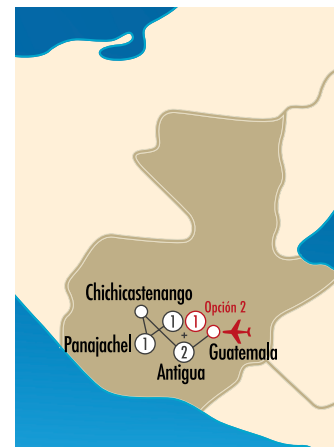 Chichicastenango
Opción 2
1
1
+
Panajachel
1
2
Guatemala
Antigua